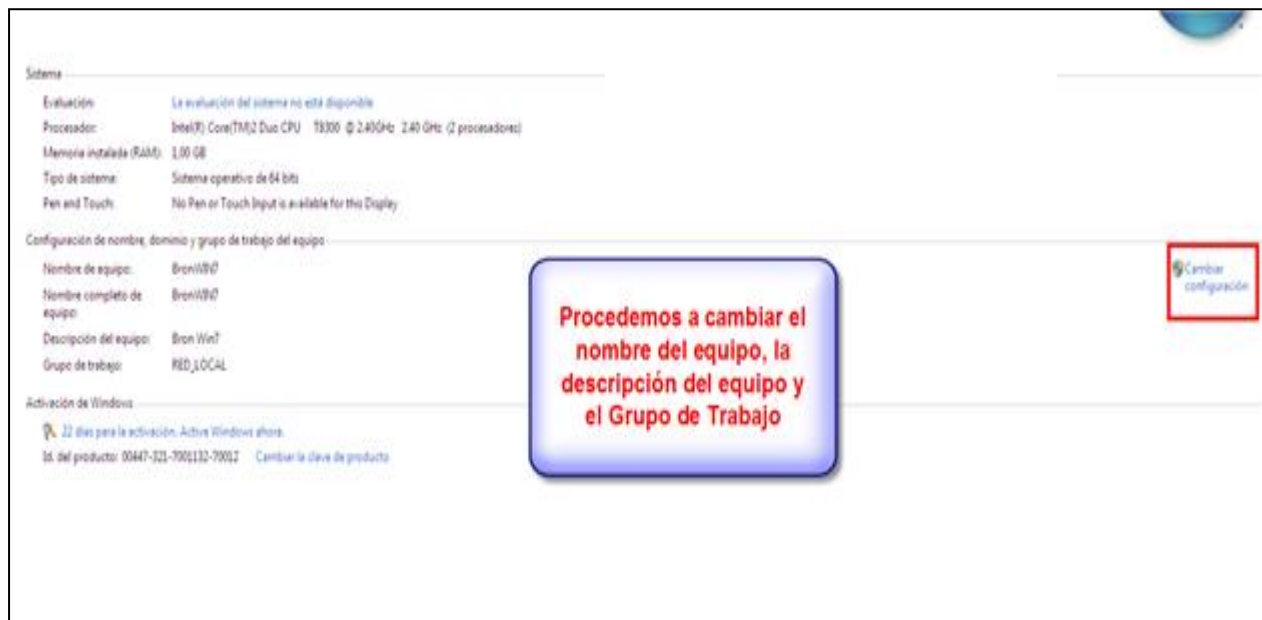 Sistema
Evaluación: La evaluación del sistema no está disponible
Procesador: Intel(R) Core(TM)2 Duo CPU T8300 @ 2.40GHz 2.40 GHz (2 procesadores)
Memoria instalada (RAM): 1,00 GB
Tipo de sistema: Sistema operativo de 64 bits
Pen and Touch: No Pen or Touch Input is available for this Display
Configuración de nombre, dominio y grupo de trabajo del equipo
Nombre de equipo: BronWIN7
Cambiar
configuración
Nombre completo de BronWIN7
equipo:
Descripción del equipo: Bron Win7
Grupo de trabajo: RED_LOCAL
Procedemos a cambiar el
nombre del equipo, la
descripción del equipo y
el Grupo de Trabajo
Activación de Windows
22 días para la activación. Active Windows ahora.
Id. del producto: 00447-321-7001132-70012 Cambiar la clave de producto